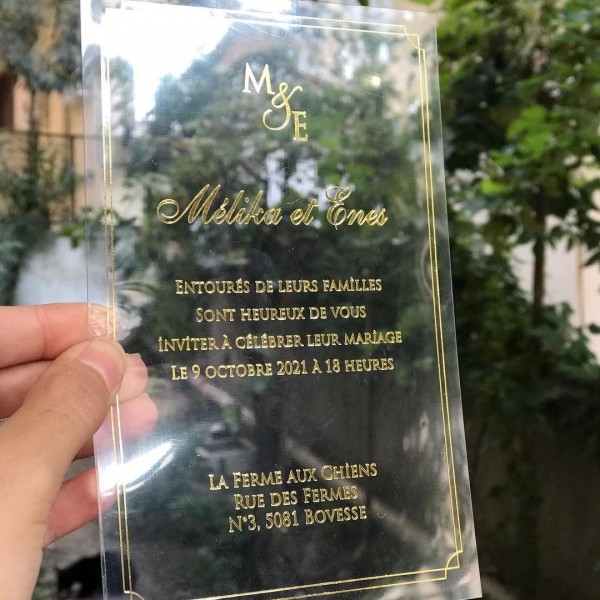 M
&
E
Mélika et Enes
Entourés de leurs familles
Sont heureux de vous
inviter à célébrer leur mariage
Le 9 octobre 2021 à 18 heures
La Ferme aux Chiens
Rue des Fermes
N°3, 5081 Bovesse